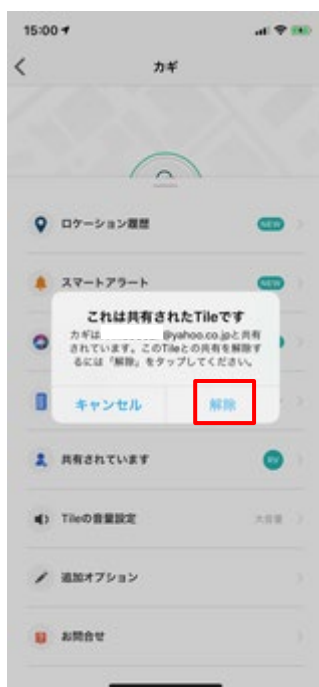 15:00
カギ
ロケーション履歴
NEW
スマートアラート
NEW
これは共有されたTileです
カギは
@yahoo.co.jpと共有
されています。このTileとの共有を解除す
るには「解除」をタップしてください。
キャンセル
解除
共有されています
Tileの音量設定
追加オプション
お問合せ